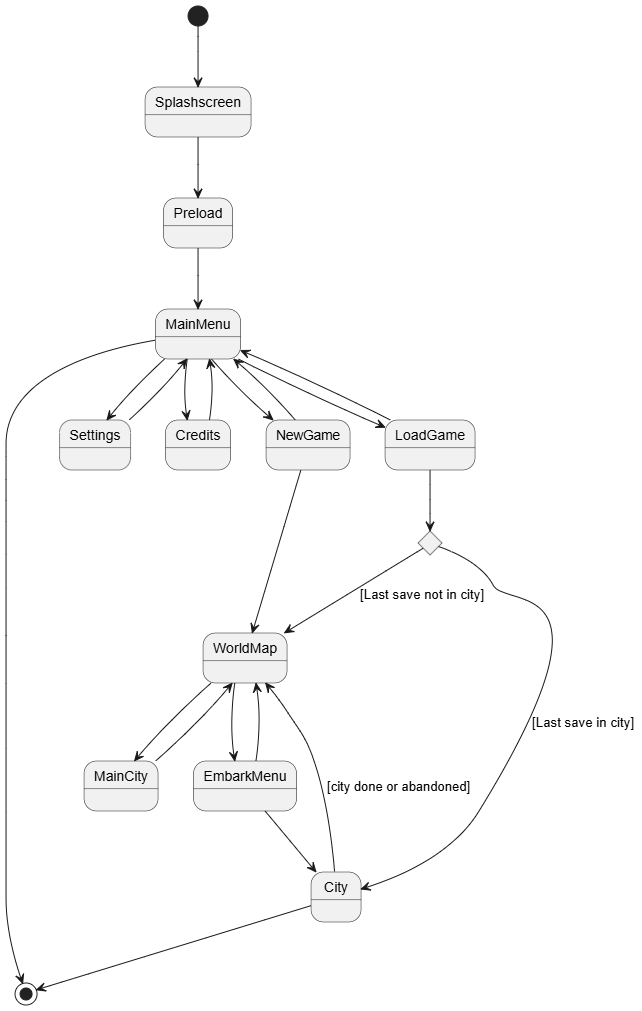 Splashscreen
Preload
MainMenu
Settings
Credits
NewGame
LoadGame
[Last save not in city]
WorldMap
[Last save in city]
MainCity
EmbarkMenu
[city done or abandoned]
City